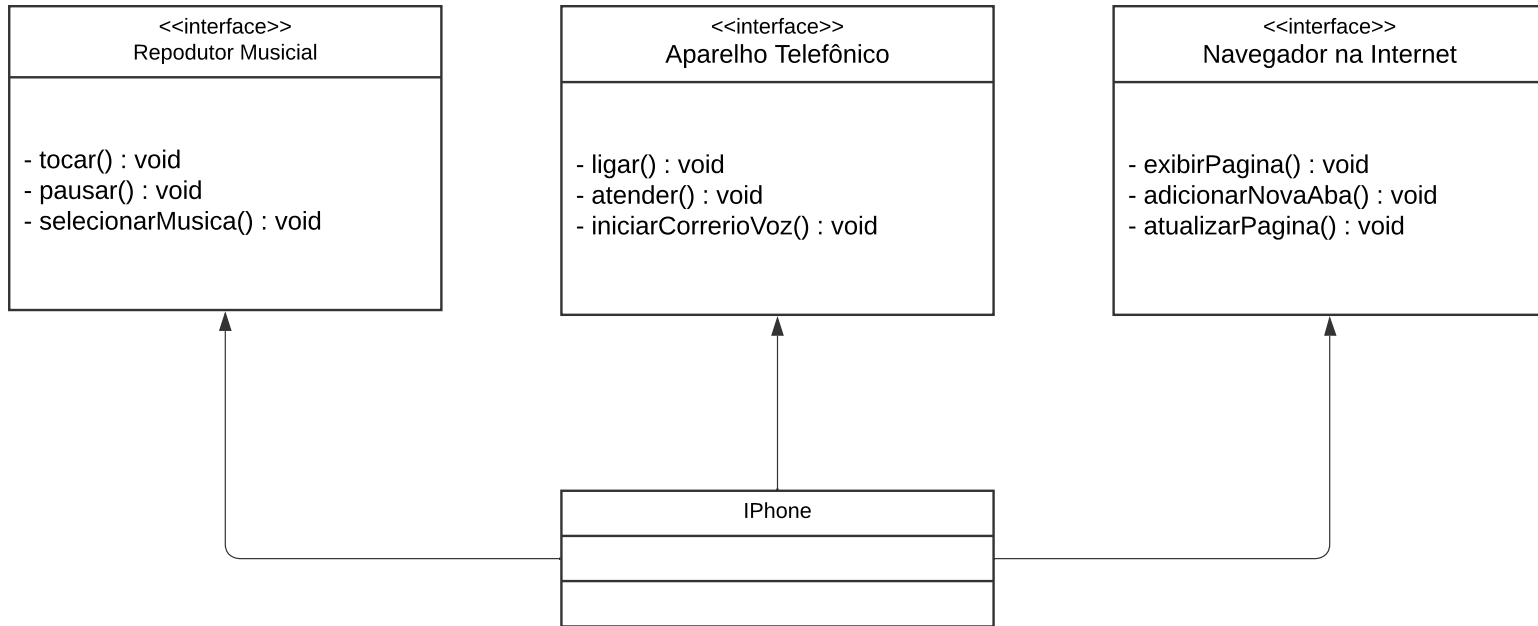 <<interface>>
Repodutor Musicial
- tocar() : void
- pausar() : void
- selecionarMusica() : void
<<interface>>
Aparelho Telefônico
- ligar() : void
- atender() : void
- iniciarCorrerioVoz() : void
<<interface>>
Navegador na Internet
- exibirPagina() : void
- adicionarNovaAba() : void
- atualizarPagina() : void
IPhone